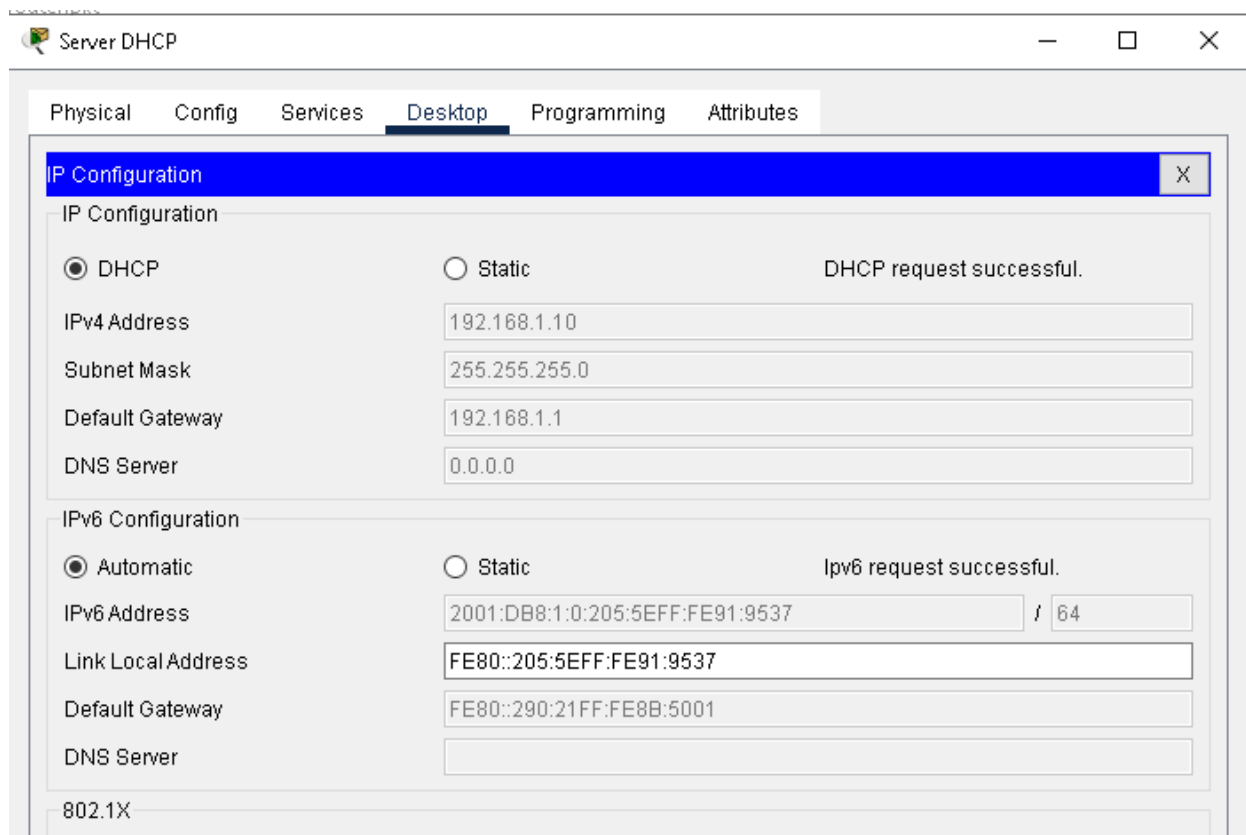 Server DHCP
Physical Config Services Desktop Programming Attributes
IP Configuration X
IP Configuration
DHCP Static DHCP request successful.
IPv4 Address 192.168.1.10
Subnet Mask 255.255.255.0
Default Gateway 192.168.1.1
DNS Server 0.0.0.0
IPv6 Configuration
Automatic Static Ipv6 request successful.
IPv6 Address 2001:DB8:1:0:205:5EFF:FE91:9537 / 64
Link Local Address FE80::205:5EFF:FE91:9537
Default Gateway FE80::290:21FF:FE8B:5001
DNS Server
802.1X